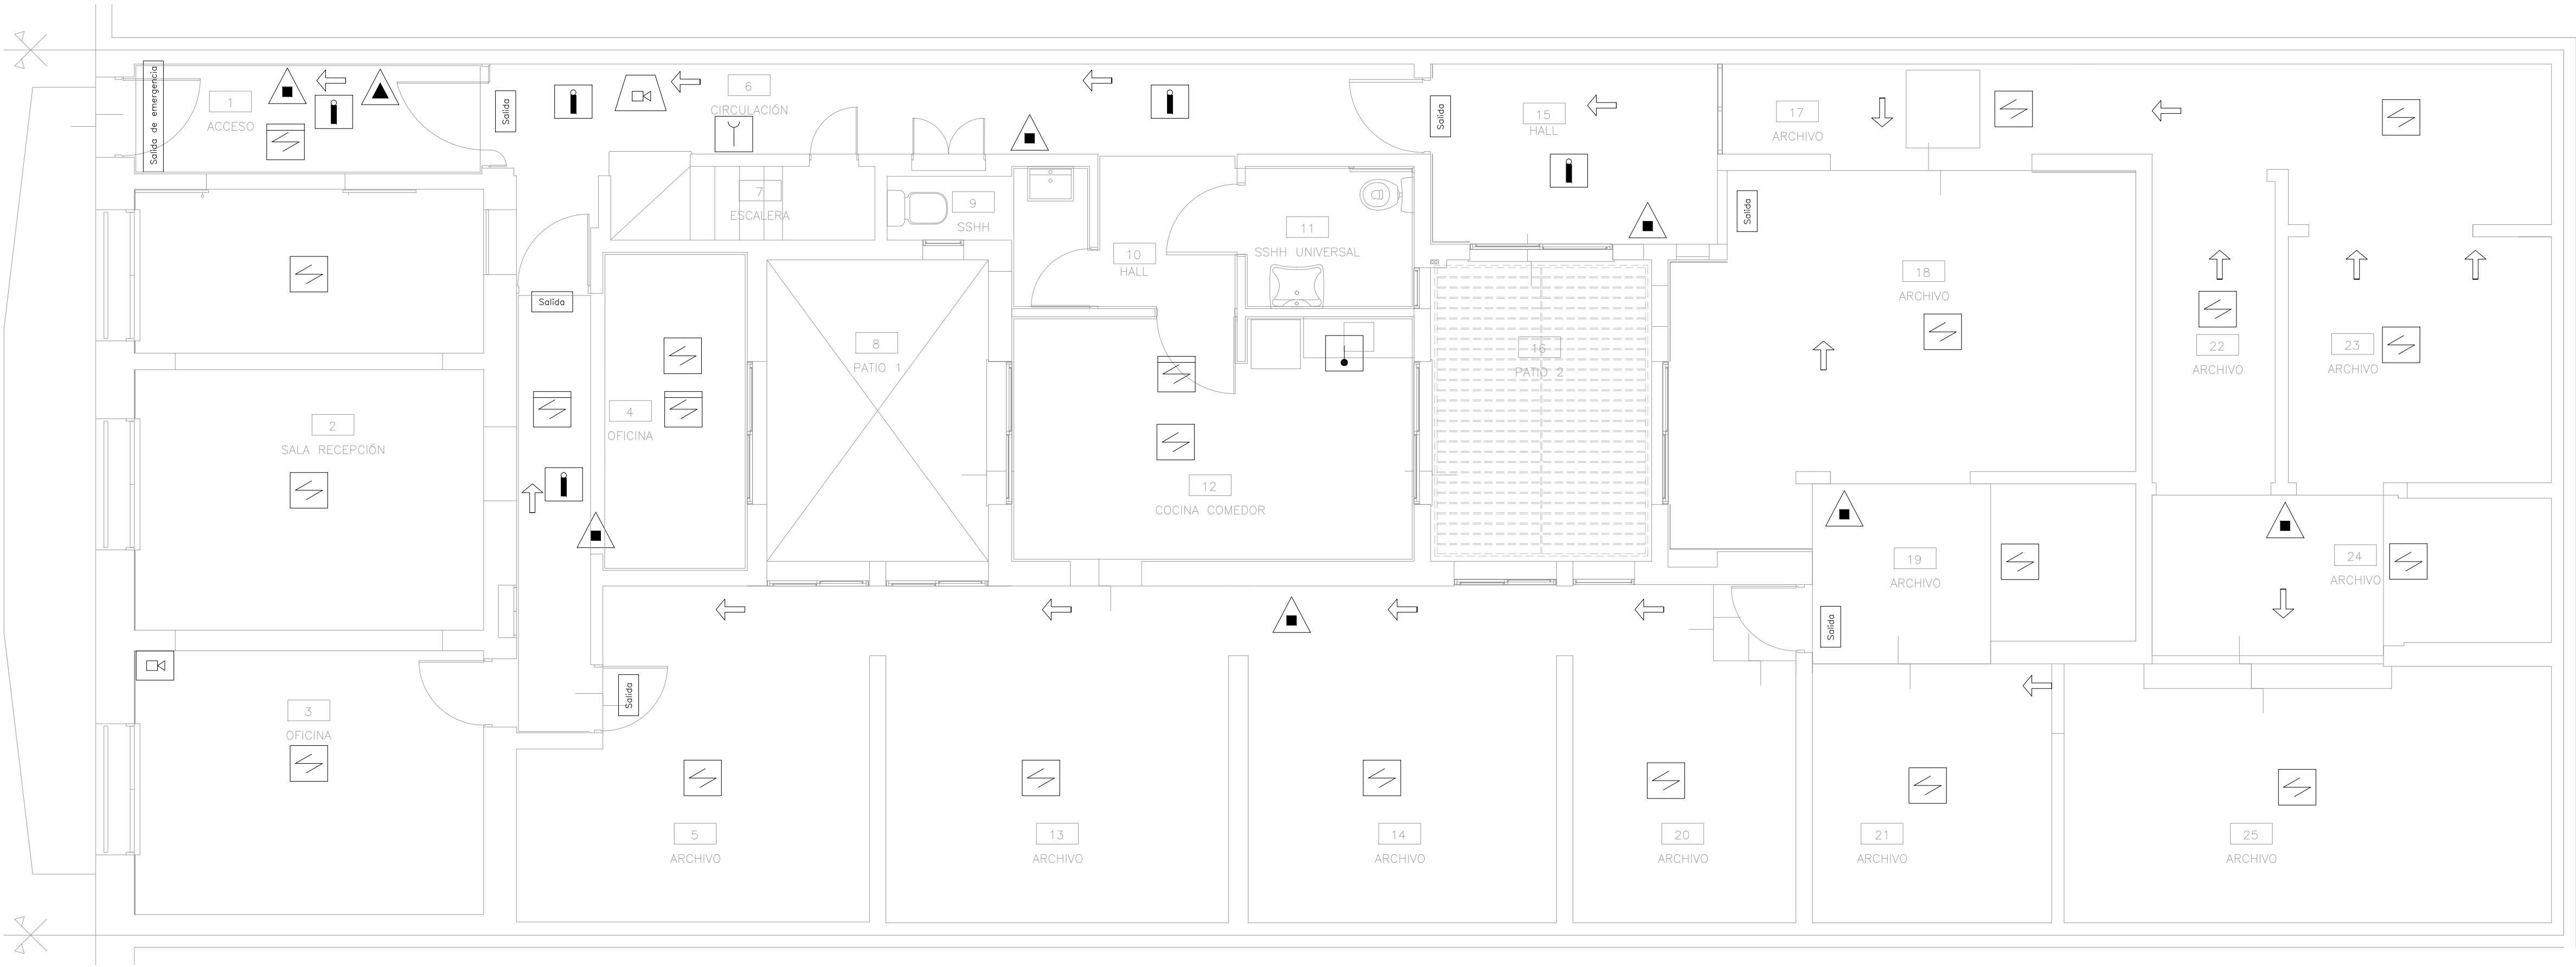 Salida de emergencia
1
ACCESO
Salida
6
CIRCULACIÓN
Salida
15
HALL
17
ARCHIVO
7
ESCALERA
9
SSHH
10
HALL
11
SSHH UNIVERSAL
Salida
18
ARCHIVO
Salida
8
PATIO 1
16
PATIO 2
22
ARCHIVO
23
ARCHIVO
2
SALA RECEPCIÓN
4
OFICINA
12
COCINA COMEDOR
19
ARCHIVO
24
ARCHIVO
Salida
3
OFICINA
Salida
5
ARCHIVO
13
ARCHIVO
14
ARCHIVO
20
ARCHIVO
21
ARCHIVO
25
ARCHIVO